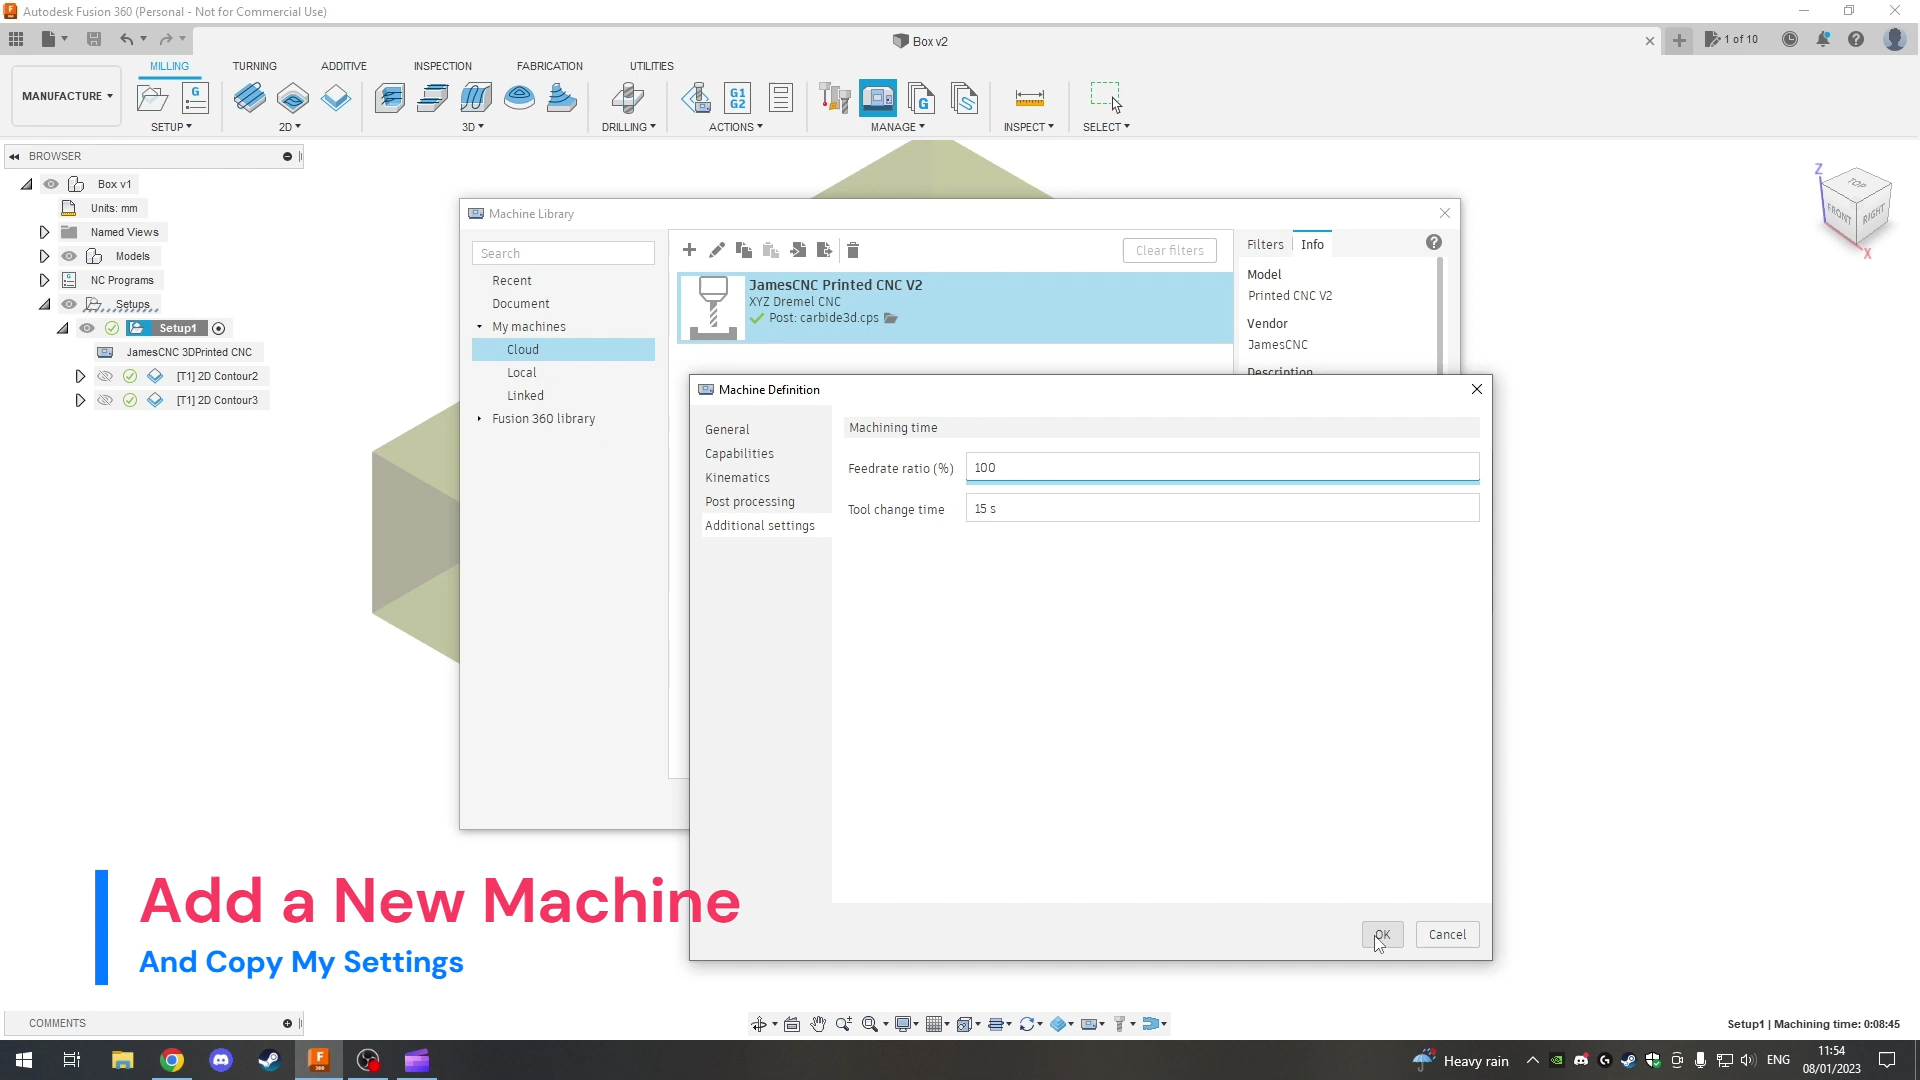 Autodesk Fusion 360 (Personal - Not for Commercial Use)
Box v2
1 of 10
MILLING
TURNING
ADDITIVE
INSPECTION
FABRICATION
UTILITIES
MANUFACTURE
SETUP
2D
3D
DRILLING
G1
G2
ACTIONS
MANAGE
INSPECT
SELECT
BROWSER
Box v1
Units: mm
Named Views
Models
NC Programs
Setups
Setup1
JamesCNC 3DPrinted CNC
[T1] 2D Contour2
[T1] 2D Contour3
Z
TOP
FRONT
RIGHT
X
Machine Library
Search
Recent
Document
My machines
Cloud
Local
Linked
Fusion 360 library
Clear filters
JamesCNC Printed CNC V2
XYZ Dremel CNC
Post: carbide3d.cps
Filters
Info
Model
Printed CNC V2
Vendor
JamesCNC
Description
Machine Definition
General
Capabilities
Kinematics
Post processing
Additional settings
Machining time
Feedrate ratio (%)
100
Tool change time
15 s
OK
Cancel
Add a New Machine
And Copy My Settings
COMMENTS
Setup1 | Machining time: 0:08:45
Heavy rain
ENG
11:54
08/01/2023